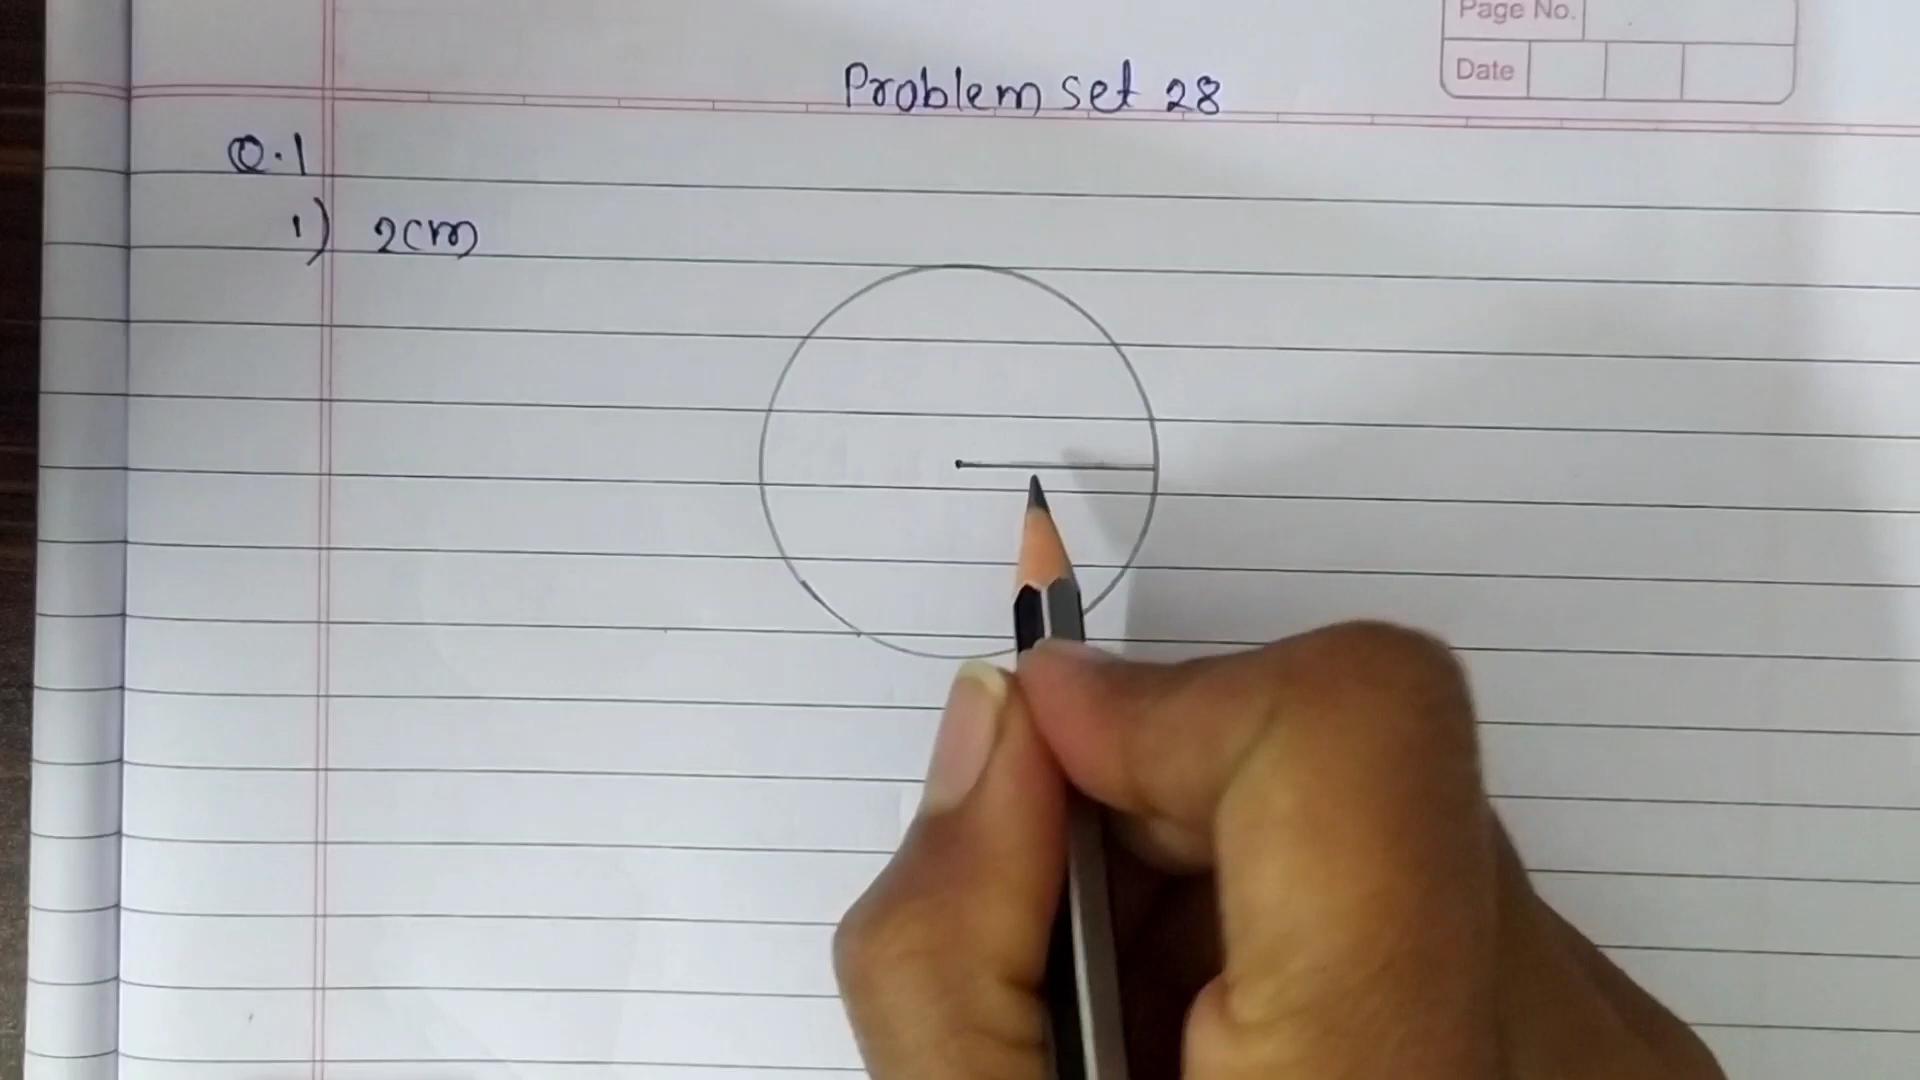 Page No.
Date
Problem set 28
Q.1
1) 2cm